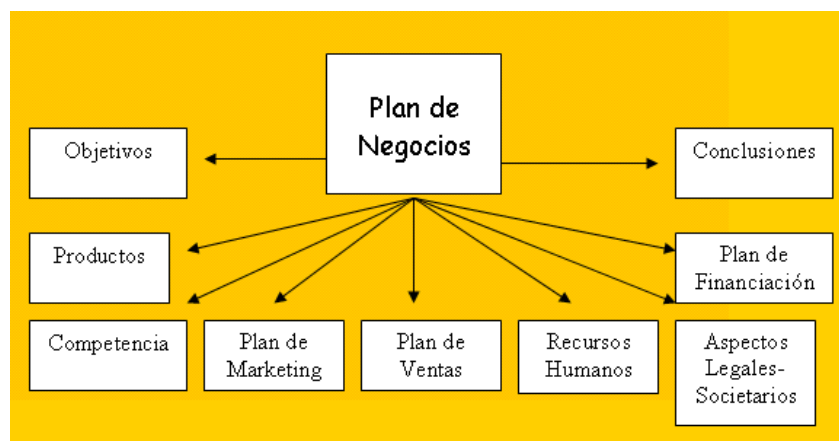 Plan de
Negocios
Objetivos
Conclusiones
Productos
Plan de
Financiación
Competencia
Plan de
Marketing
Plan de
Ventas
Recursos
Humanos
Aspectos
Legales-
Societarios